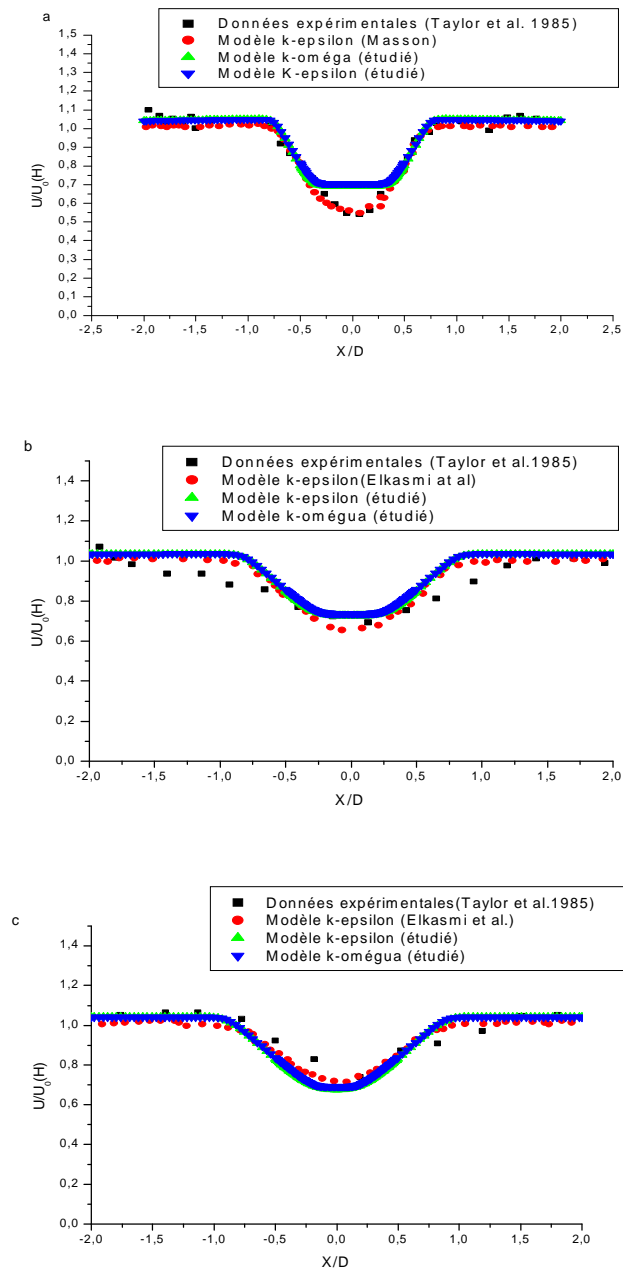 a
Données expérimentales (Taylor et al. 1985)
Modèle k-epsilon (Masson)
Modèle k-oméga (étudié)
Modèle K-epsilon (étudié)
1,5
1,4
1,3
1,2
1,1
1,0
0,9
0,8
0,7
0,6
0,5
0,4
0,3
0,2
0,1
0,0
U/U0(H)
-2,5 -2,0 -1,5 -1,0 -0,5 0,0 0,5 1,0 1,5 2,0 2,5
X/D
b
Données expérimentales (Taylor et al.1985)
Modèle k-epsilon(Elkasmi at al)
Modèle k-epsilon (étudié)
Modèle k-omégua (étudié)
1,4
1,2
1,0
0,8
0,6
0,4
0,2
0,0
U/U0(H)
-2,0 -1,5 -1,0 -0,5 0,0 0,5 1,0 1,5 2,0
X/D
c
Données expérimentales(Taylor et al.1985)
Modèle k-epsilon (Elkasmi et al.)
Modèle k-epsilon (étudié)
Modèle k-omégua (étudié)
1,4
1,2
1,0
0,8
0,6
0,4
0,2
0,0
U/U0(H)
-2,0 -1,5 -1,0 -0,5 0,0 0,5 1,0 1,5 2,0
X/D